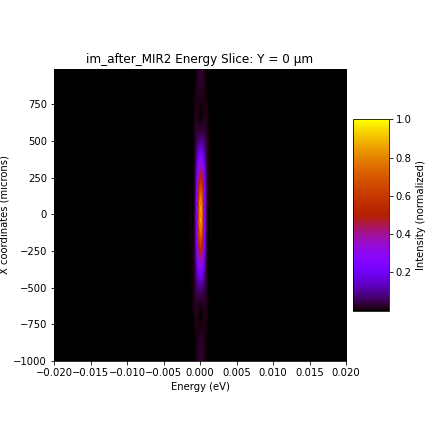 im_after_MIR2 Energy Slice: Y = 0 μm
X coordinates (microns)
750
500
250
0
−250
−500
−750
−1000
−0.020 −0.015 −0.010 −0.005 0.000 0.005 0.010 0.015 0.020
Energy (eV)
1.0
0.8
0.6
0.4
0.2
Intensity (normalized)